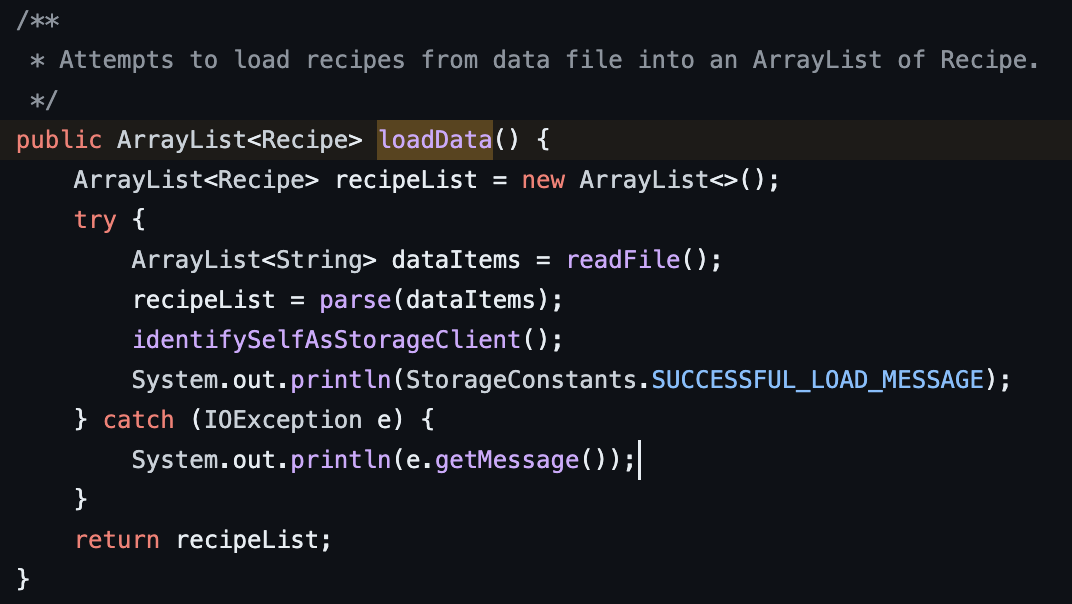 /**
 * Attempts to load recipes from data file into an ArrayList of Recipe.
 */
public ArrayList<Recipe> loadData() {
    ArrayList<Recipe> recipeList = new ArrayList<>();
    try {
        ArrayList<String> dataItems = readFile();
        recipeList = parse(dataItems);
        identifySelfAsStorageClient();
        System.out.println(StorageConstants.SUCCESSFUL_LOAD_MESSAGE);
    } catch (IOException e) {
        System.out.println(e.getMessage());
    }
    return recipeList;
}